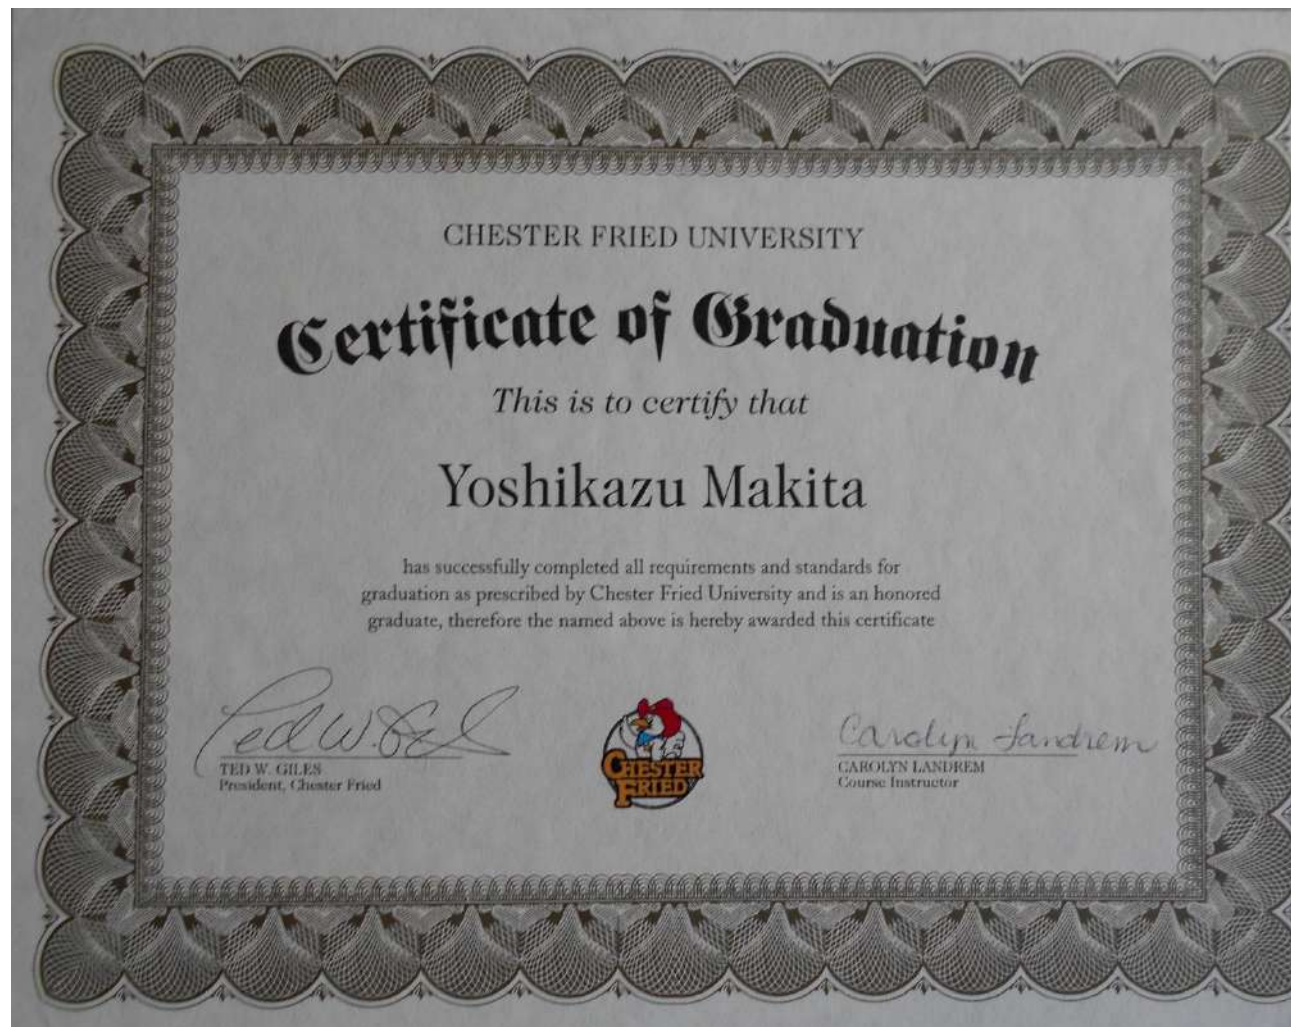 CHESTER FRIED UNIVERSITY
Certificate of Graduation
This is to certify that
Yoshikazu Makita
has successfully completed all requirements and standards for
graduation as prescribed by Chester Fried University and is an honored
graduate, therefore the named above is hereby awarded this certificate
Ted W. Giles
TED W. GILES
President, Chester Fried
CHESTER
FRIED
Carolyn Landrem
CAROLYN LANDREM
Course Instructor